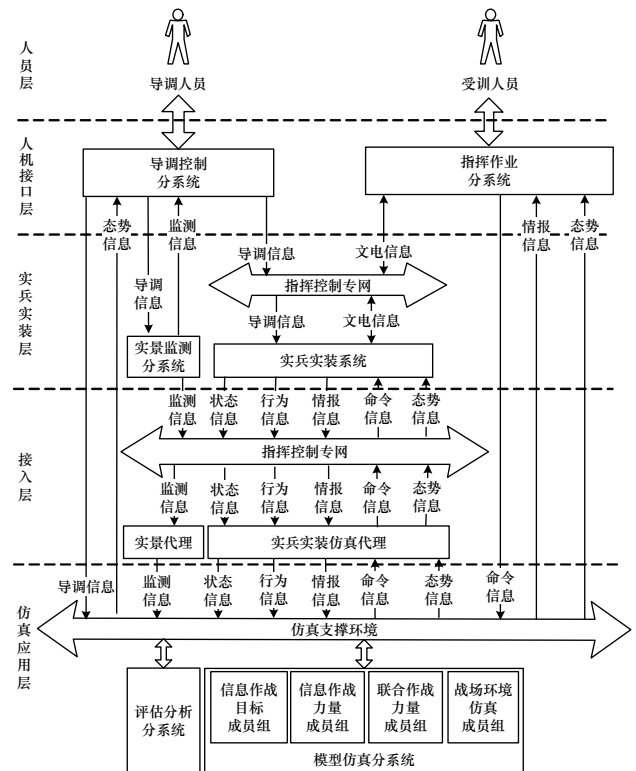 人员层
导调人员
受训人员
人机接口层
导调控制
分系统
指挥作业
分系统
态势
信息
监测
信息
情报
信息
态势
信息
实兵实装层
导调信息
文电信息
导调
信息
指挥控制专网
导调信息
文电信息
实景监测
分系统
实兵实装系统
接入层
监测
信息
状态
信息
行为
信息
情报
信息
命令
信息
态势
信息
指挥控制专网
监测
信息
状态
信息
行为
信息
情报
信息
命令
信息
态势
信息
实景代理
实兵实装仿真代理
仿真应用层
导调信息
监测
信息
状态
信息
行为
信息
情报
信息
命令
信息
态势
信息
命令
信息
仿真支撑环境
评估分析
分系统
信息作战
目标
成员组
信息作战
力量
成员组
联合作战
力量
成员组
战场环境
仿真
成员组
模型仿真分系统